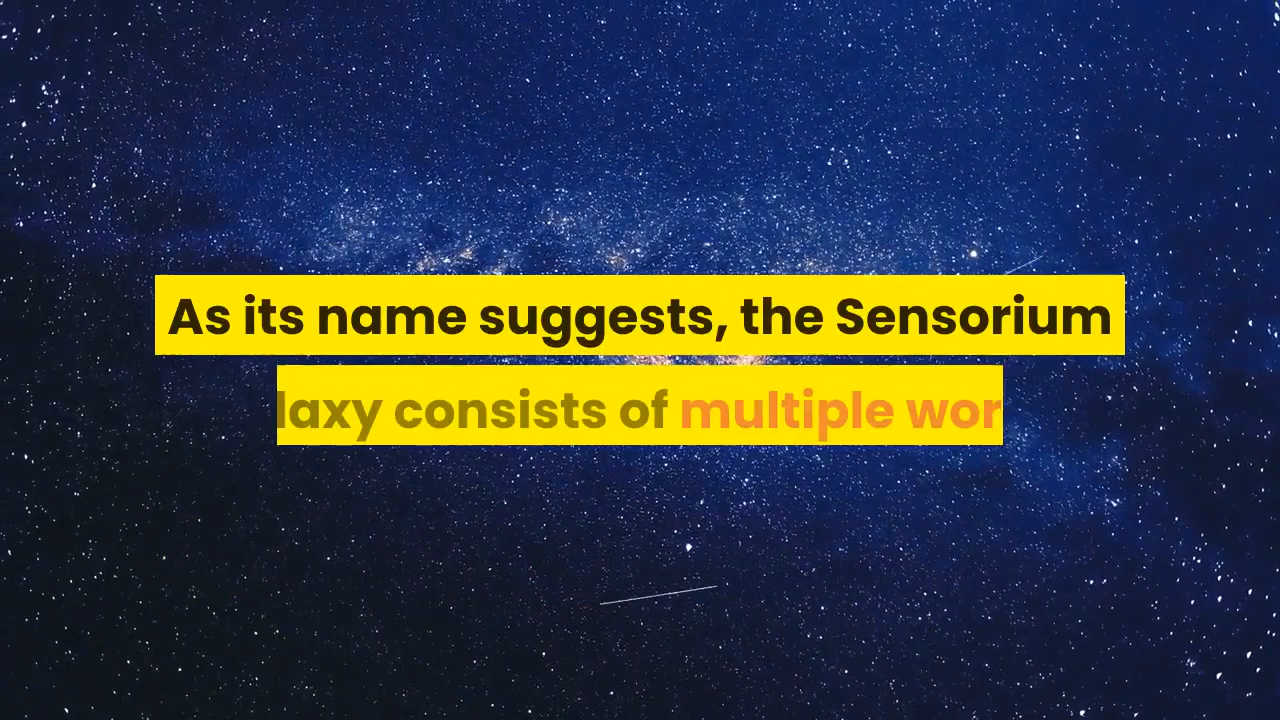 As its name suggests, the Sensorium
laxy consists of multiple wor